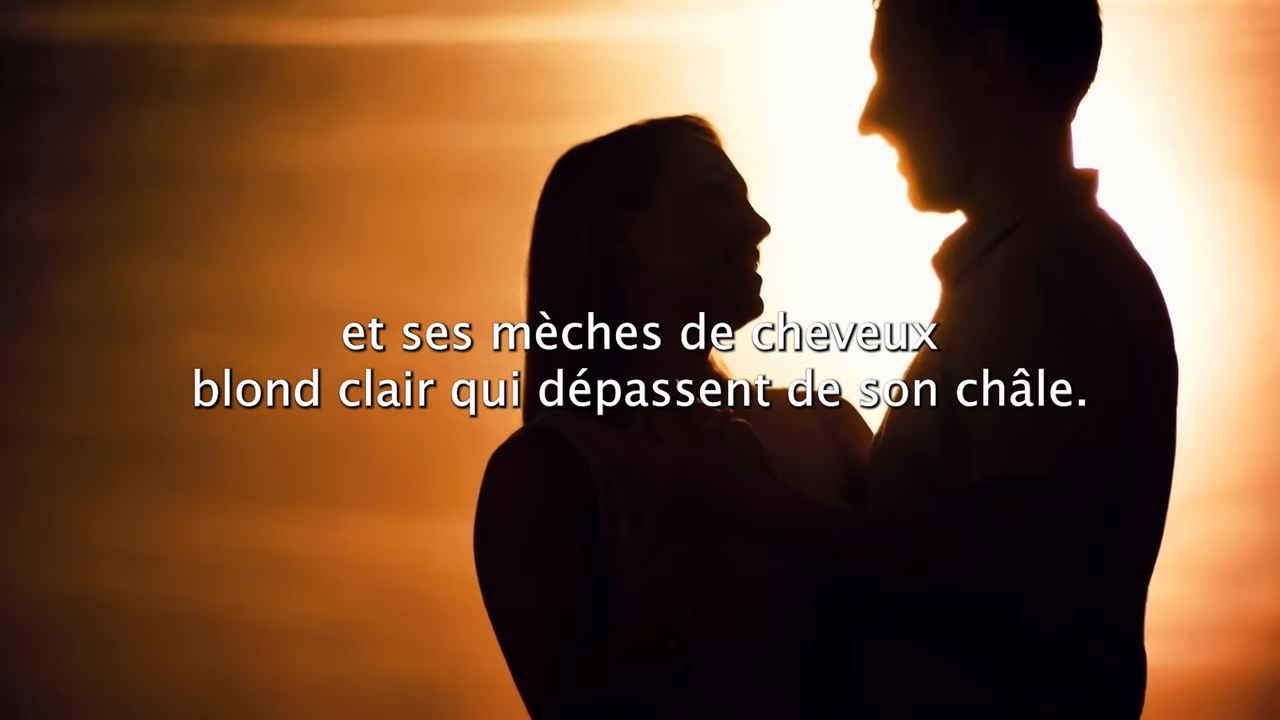 et ses mèches de cheveux
blond clair qui dépassent de son châle.